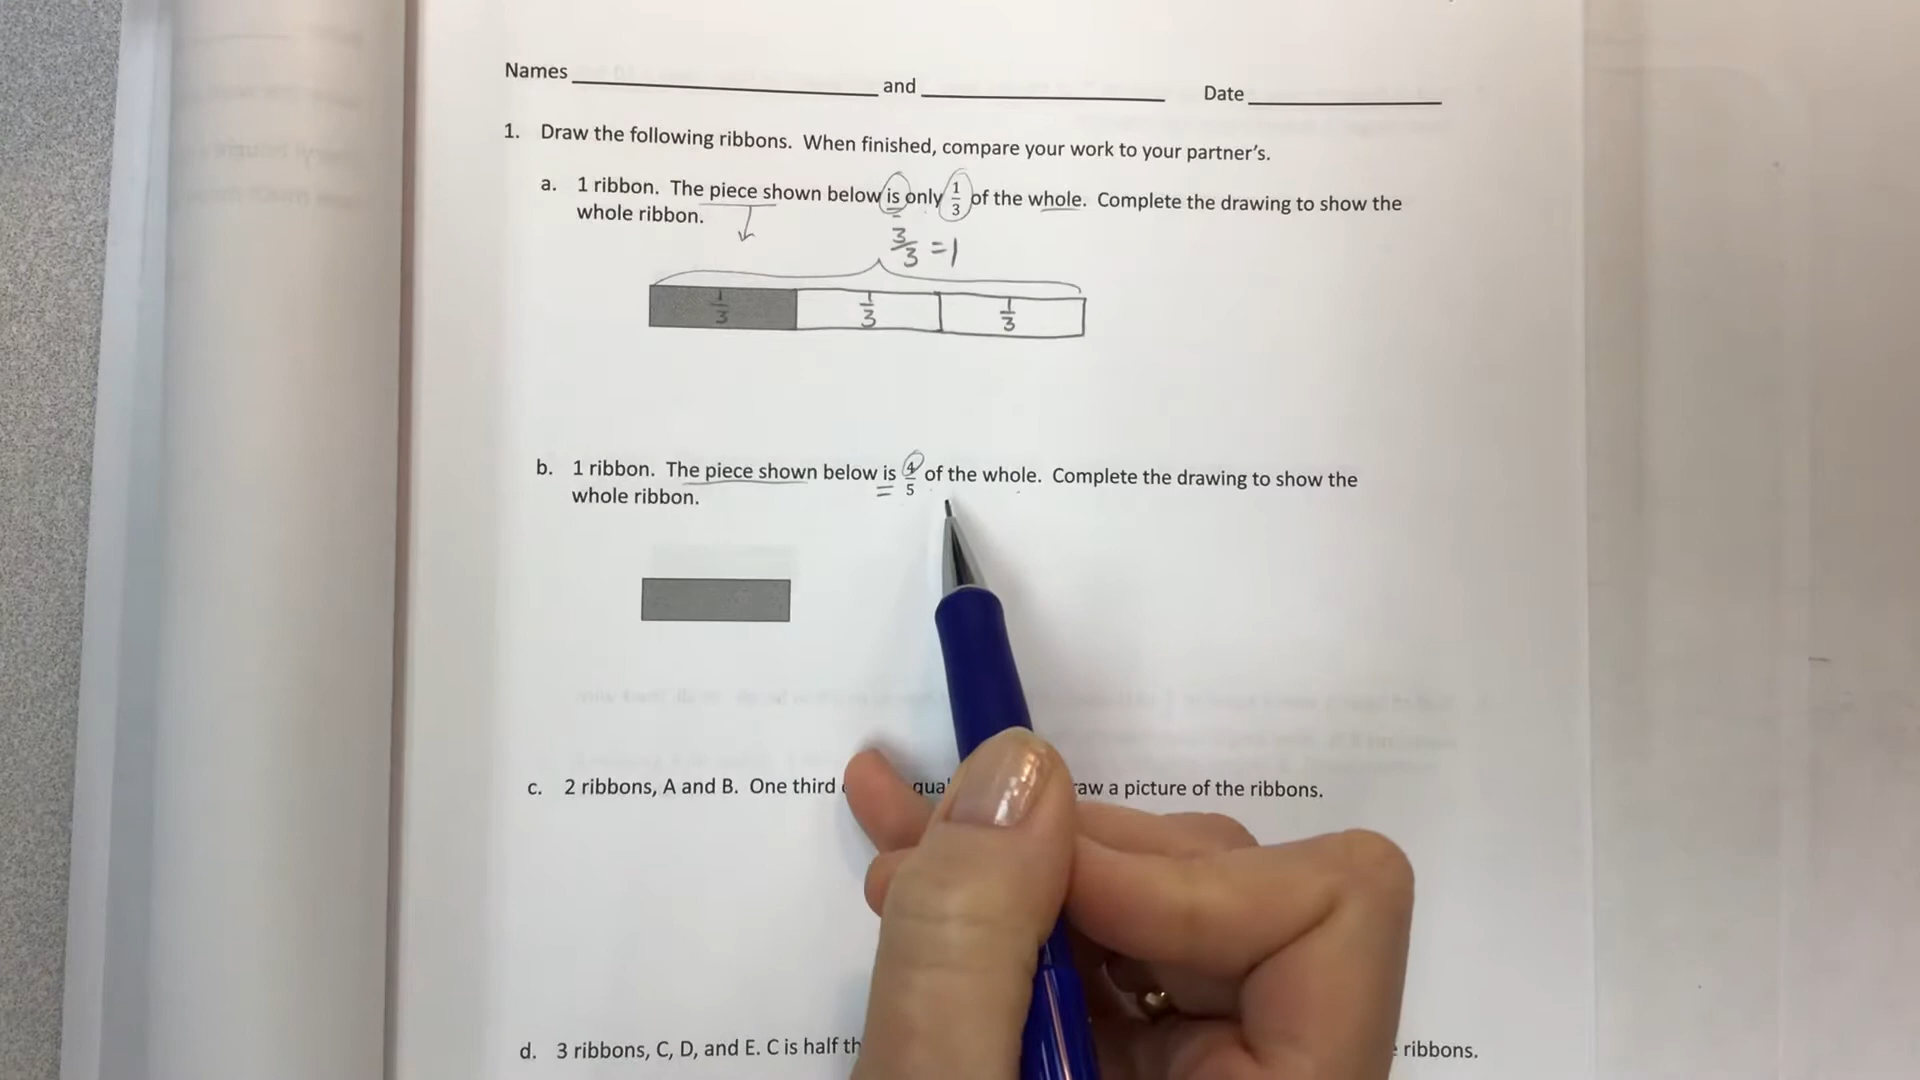 Names and Date
1. Draw the following ribbons. When finished, compare your work to your partner's.
a. 1 ribbon. The piece shown below is only 1/3 of the whole. Complete the drawing to show the
whole ribbon.
3/3 = 1
1/3 1/3 1/3
b. 1 ribbon. The piece shown below is 4/5 of the whole. Complete the drawing to show the
whole ribbon.
c. 2 ribbons, A and B. One third a picture of the ribbons.
d. 3 ribbons, C, D, and E. C is half ribbons.